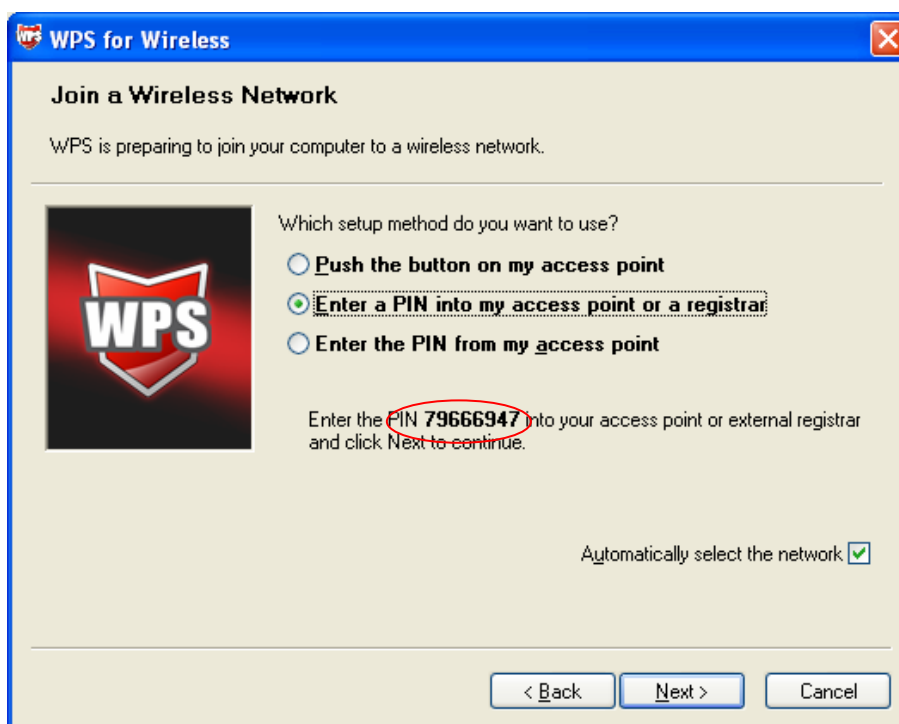 WPS for Wireless
Join a Wireless Network
WPS is preparing to join your computer to a wireless network.
WPS
Which setup method do you want to use?
Push the button on my access point
Enter a PIN into my access point or a registrar
Enter the PIN from my access point
Enter the PIN 79666947 into your access point or external registrar
and click Next to continue.
Automatically select the network
< Back
Next >
Cancel